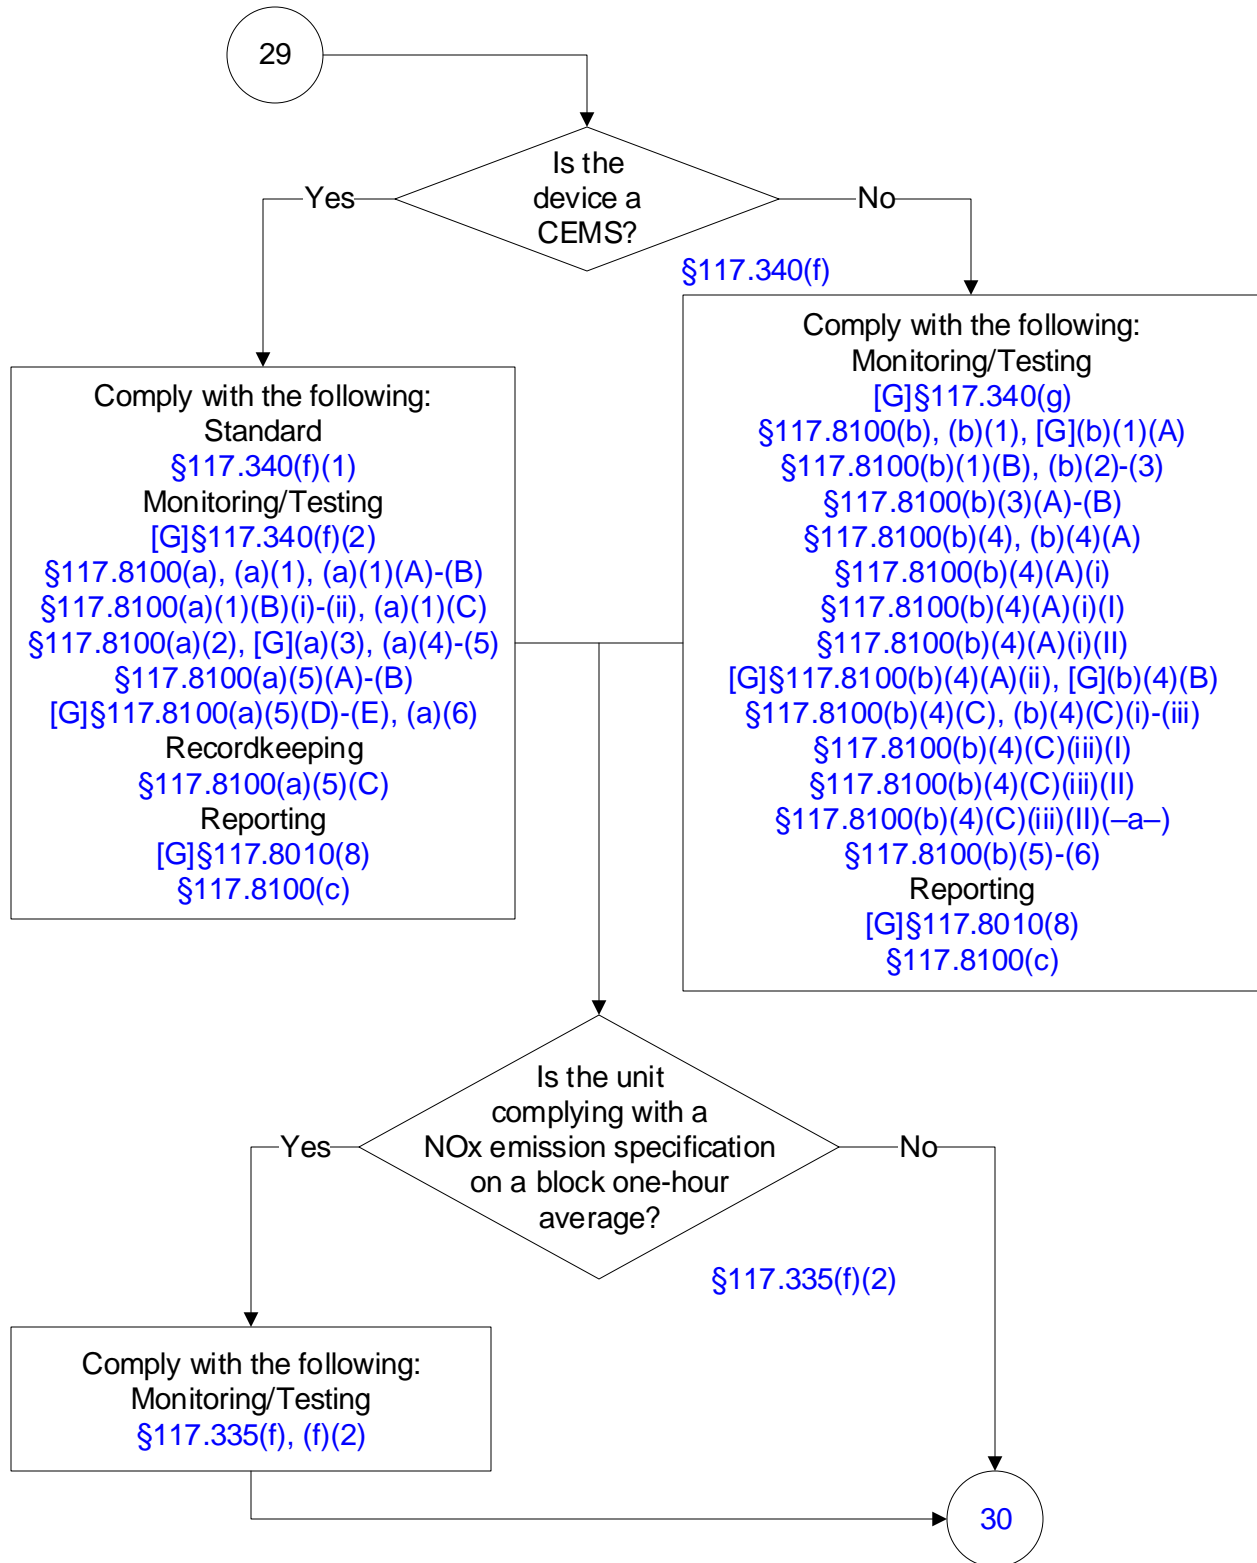 29
Is the
device a
CEMS?
Yes
No
§117.340(f)
Comply with the following:
Standard
§117.340(f)(1)
Monitoring/Testing
[G]§117.340(f)(2)
§117.8100(a), (a)(1), (a)(1)(A)-(B)
§117.8100(a)(1)(B)(i)-(ii), (a)(1)(C)
§117.8100(a)(2), [G](a)(3), (a)(4)-(5)
§117.8100(a)(5)(A)-(B)
[G]§117.8100(a)(5)(D)-(E), (a)(6)
Recordkeeping
§117.8100(a)(5)(C)
Reporting
[G]§117.8010(8)
§117.8100(c)
Comply with the following:
Monitoring/Testing
[G]§117.340(g)
§117.8100(b), (b)(1), [G](b)(1)(A)
§117.8100(b)(1)(B), (b)(2)-(3)
§117.8100(b)(3)(A)-(B)
§117.8100(b)(4), (b)(4)(A)
§117.8100(b)(4)(A)(i)
§117.8100(b)(4)(A)(i)(I)
§117.8100(b)(4)(A)(i)(II)
[G]§117.8100(b)(4)(A)(ii), [G](b)(4)(B)
§117.8100(b)(4)(C), (b)(4)(C)(i)-(iii)
§117.8100(b)(4)(C)(iii)(I)
§117.8100(b)(4)(C)(iii)(II)
§117.8100(b)(4)(C)(iii)(II)(–a–)
§117.8100(b)(5)-(6)
Reporting
[G]§117.8010(8)
§117.8100(c)
Is the unit
complying with a
NOx emission specification
on a block one-hour
average?
Yes
No
§117.335(f)(2)
Comply with the following:
Monitoring/Testing
§117.335(f), (f)(2)
30